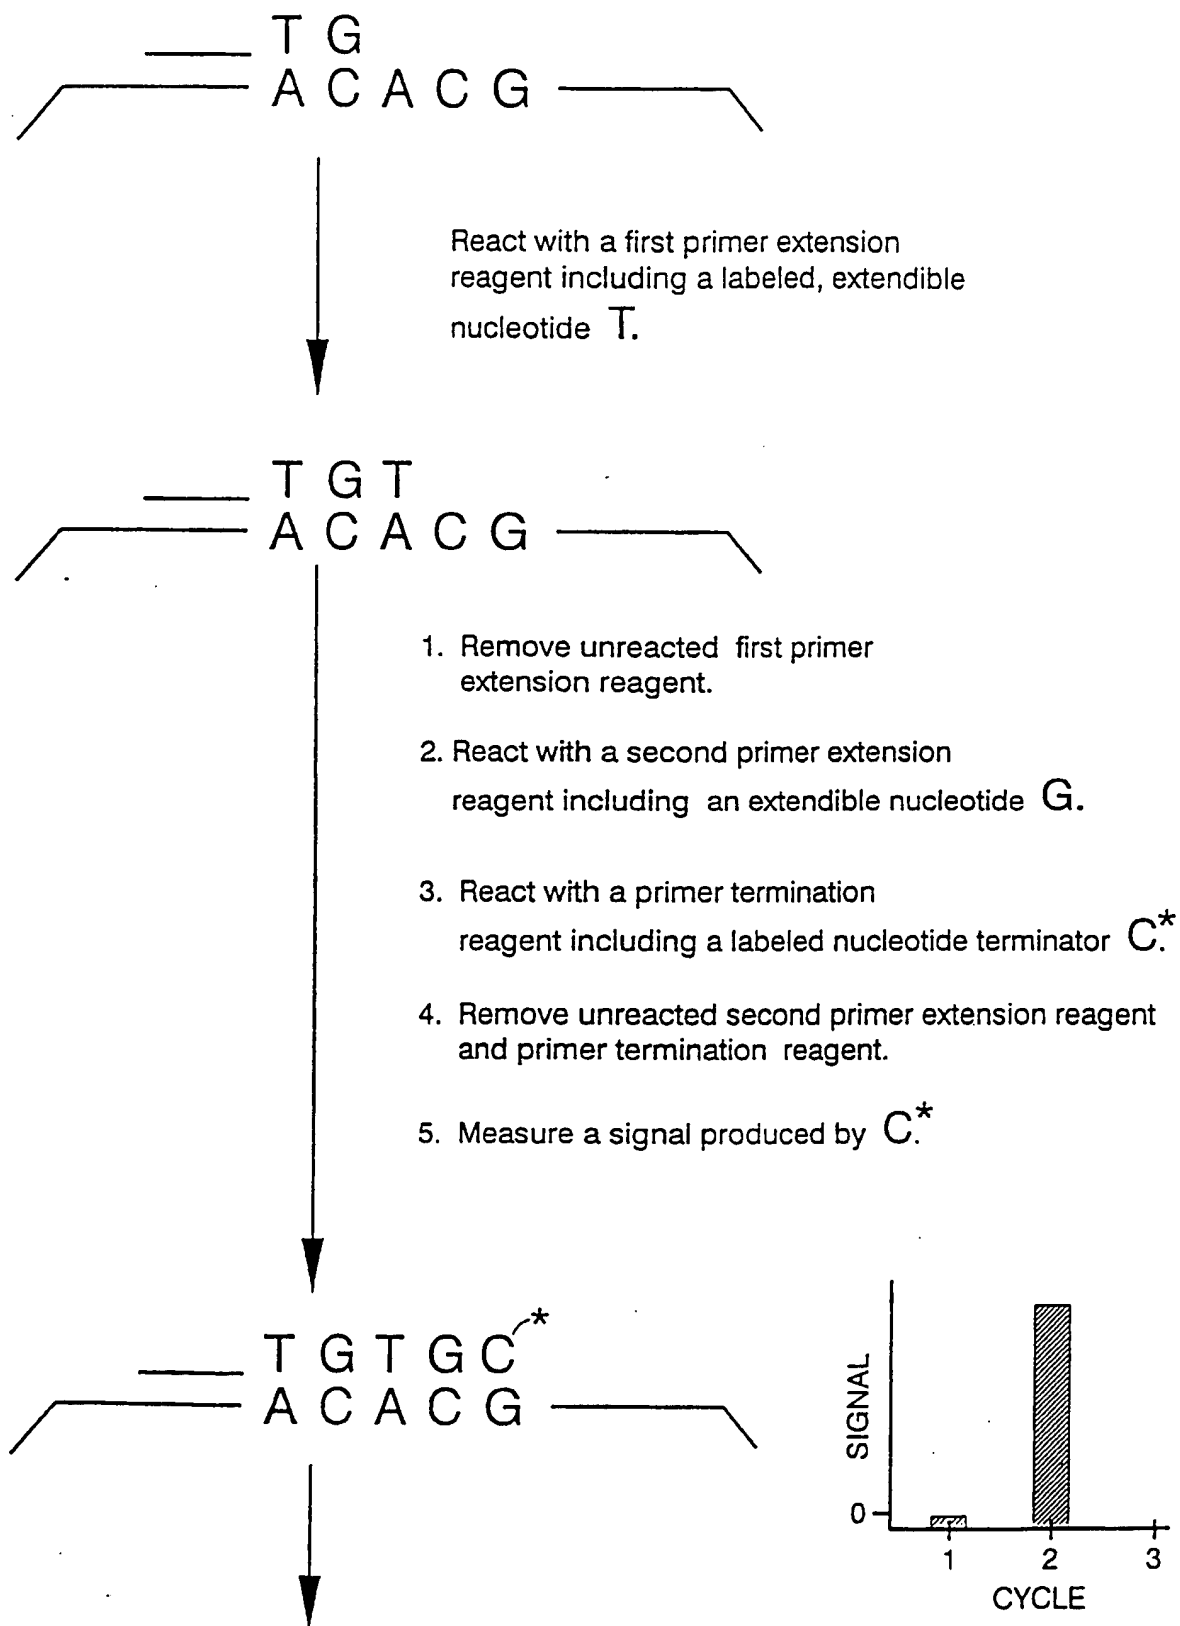 T G
A C A C G
React with a first primer extension
reagent including a labeled, extendible
nucleotide T.
T G T
A C A C G
1. Remove unreacted first primer
extension reagent.
2. React with a second primer extension
reagent including an extendible nucleotide G.
3. React with a primer termination
reagent including a labeled nucleotide terminator C.*
4. Remove unreacted second primer extension reagent
and primer termination reagent.
5. Measure a signal produced by C.*
T G T G C *
A C A C G
SIGNAL
0
1 2 3
CYCLE